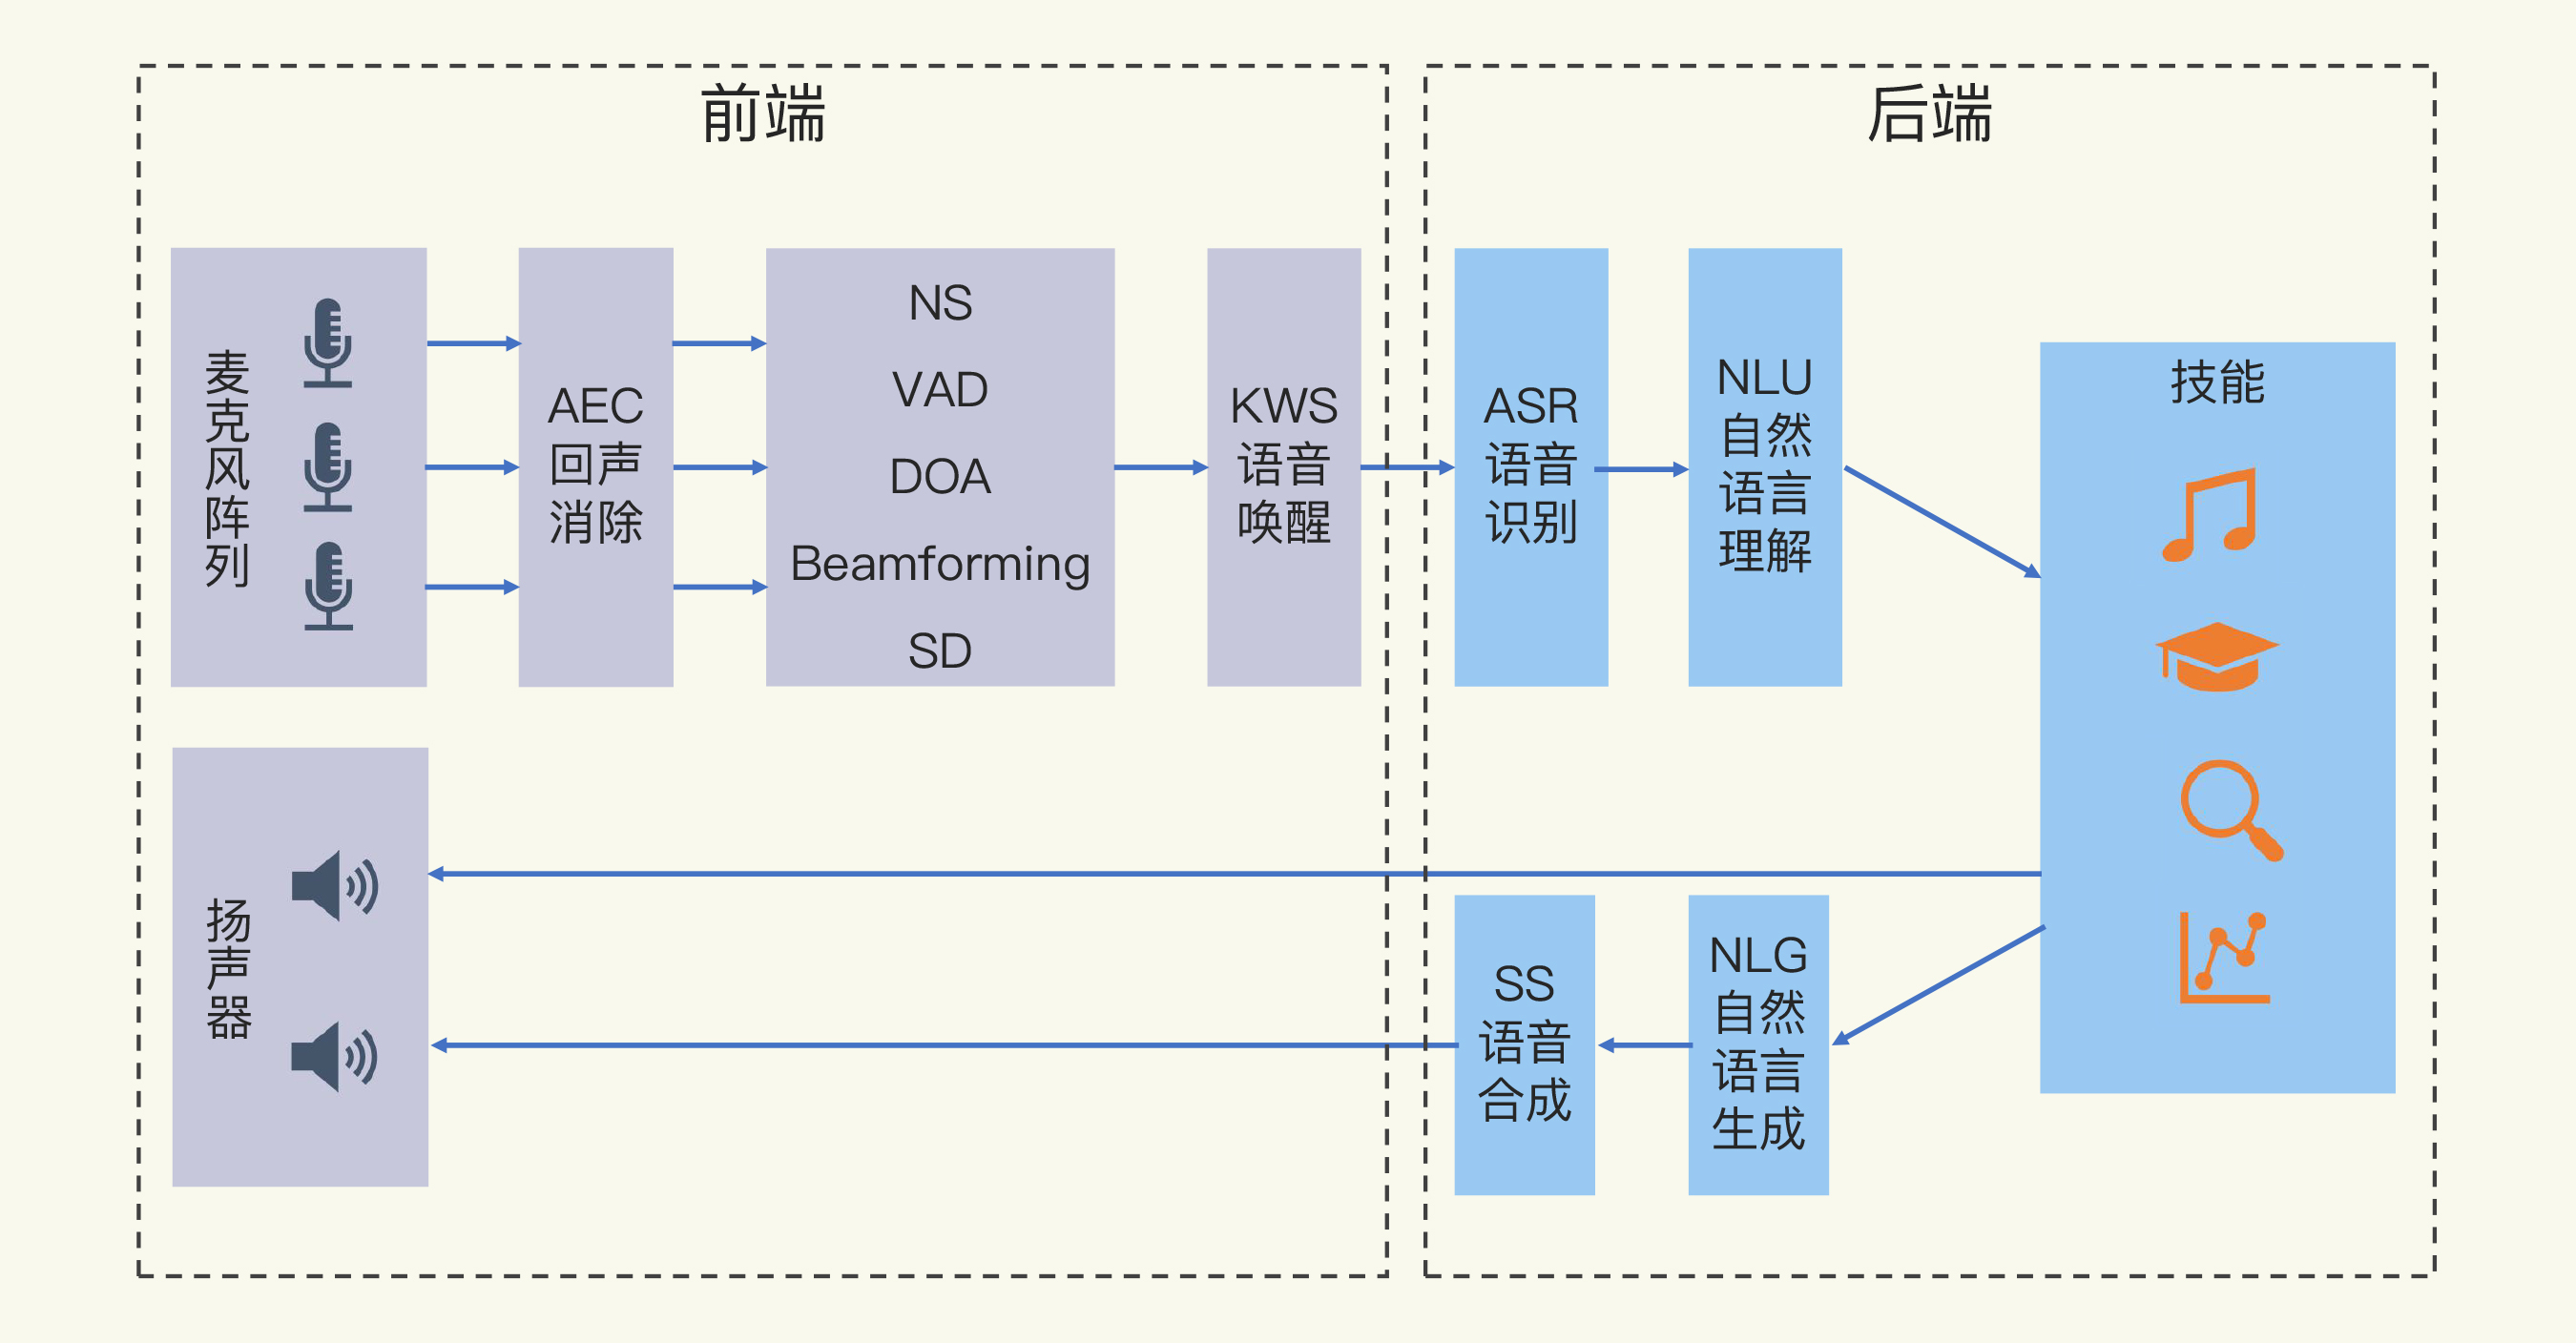 前端
后端
麦
克
风
阵
列
AEC
回声
消除
NS
VAD
DOA
Beamforming
SD
KWS
语音
唤醒
ASR
语音
识别
NLU
自然
语言
理解
技能
扬
声
器
SS
语音
合成
NLG
自然
语言
生成